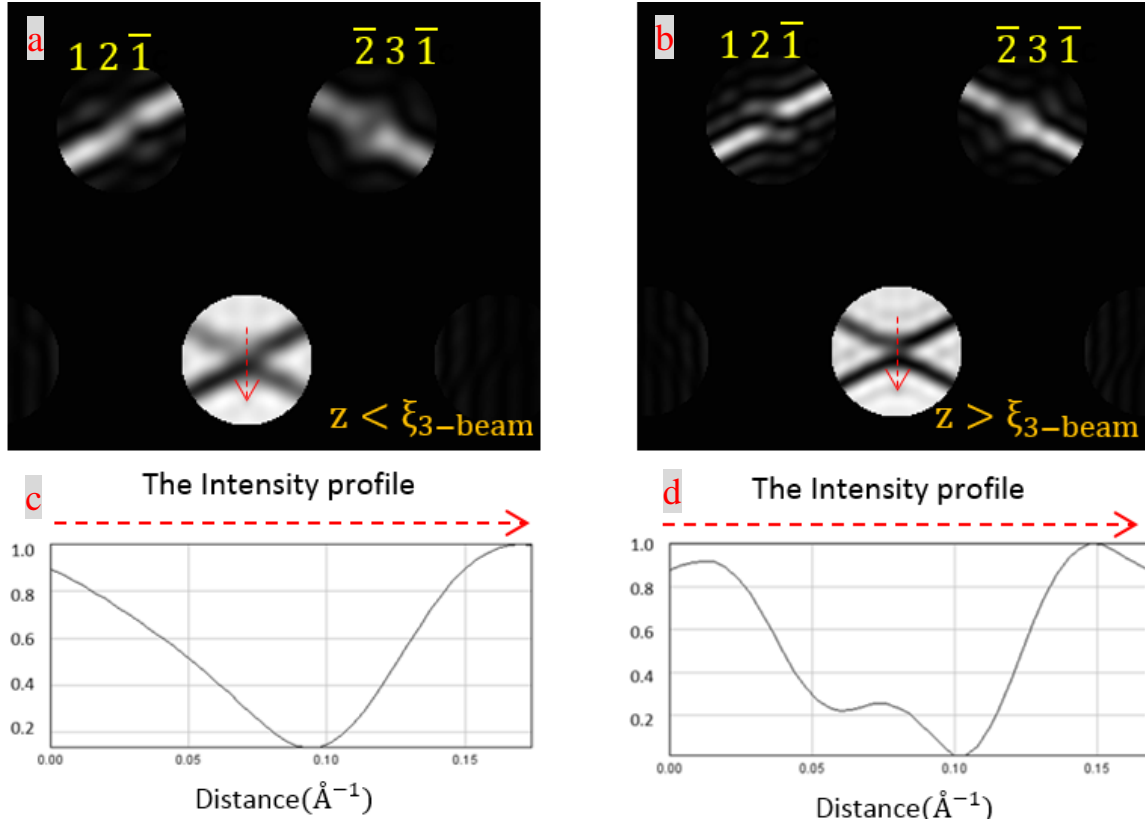 a
1 2 1̅
2̅ 3 1̅
z < ξ₃₋beam
b
1 2 1̅
2̅ 3 1̅
z > ξ₃₋beam
c
The Intensity profile
1.0
0.8
0.6
0.4
0.2
0.00 0.05 0.10 0.15
Distance(Å⁻¹)
d
The Intensity profile
1.0
0.8
0.6
0.4
0.2
0.00 0.05 0.10 0.15
Distance(Å⁻¹)